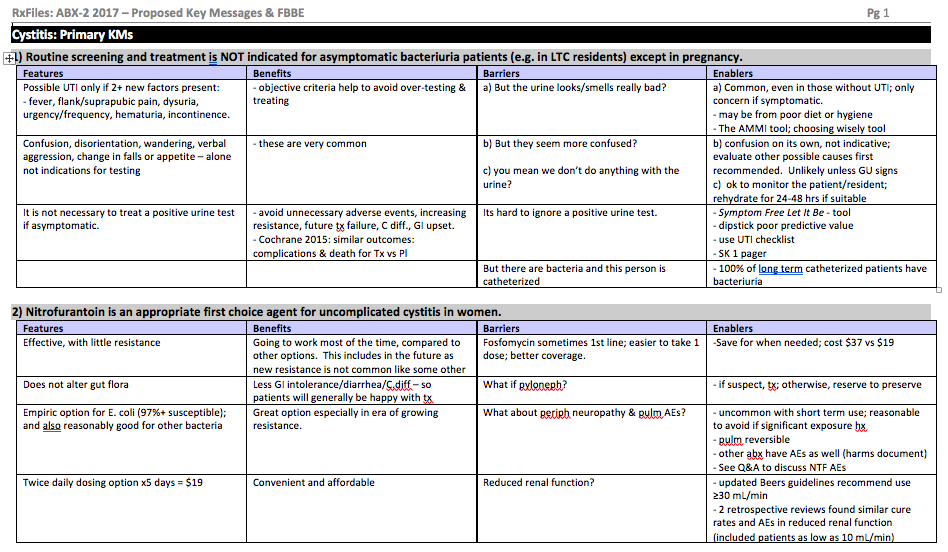 RxFiles: ABX-2 2017 – Proposed Key Messages & FBBE Pg 1
Cystitis: Primary KMs
1) Routine screening and treatment is NOT indicated for asymptomatic bacteriuria patients (e.g. in LTC residents) except in pregnancy.
Features Benefits Barriers Enablers
Possible UTI only if 2+ new factors present:
- fever, flank/suprapubic pain, dysuria,
urgency/frequency, hematuria, incontinence.
- objective criteria help to avoid over-testing &
treating
a) But the urine looks/smells really bad?
a) Common, even in those without UTI; only
concern if symptomatic.
- may be from poor diet or hygiene
- The AMMI tool; choosing wisely tool
Confusion, disorientation, wandering, verbal
aggression, change in falls or appetite – alone
not indications for testing
- these are very common
b) But they seem more confused?
c) you mean we don't do anything with the
urine?
b) confusion on its own, not indicative;
evaluate other possible causes first
recommended. Unlikely unless GU signs
c) ok to monitor the patient/resident;
rehydrate for 24-48 hrs if suitable
It is not necessary to treat a positive urine test
if asymptomatic.
- avoid unnecessary adverse events, increasing
resistance, future tx failure, C diff., GI upset.
- Cochrane 2015: similar outcomes:
complications & death for Tx vs Pl
Its hard to ignore a positive urine test.
- Symptom Free Let It Be - tool
- dipstick poor predictive value
- use UTI checklist
- SK 1 pager
But there are bacteria and this person is
catheterized
- 100% of long term catheterized patients have
bacteriuria
2) Nitrofurantoin is an appropriate first choice agent for uncomplicated cystitis in women.
Features Benefits Barriers Enablers
Effective, with little resistance
Going to work most of the time, compared to
other options. This includes in the future as
new resistance is not common like some other
Fosfomycin sometimes 1st line; easier to take 1
dose; better coverage.
-Save for when needed; cost $37 vs $19
Does not alter gut flora
Less GI intolerance/diarrhea/C.diff – so
patients will generally be happy with tx
What if pyloneph?
- if suspect, tx; otherwise, reserve to preserve
Empiric option for E. coli (97%+ susceptible);
and also reasonably good for other bacteria
Great option especially in era of growing
resistance.
What about periph neuropathy & pulm AEs?
- uncommon with short term use; reasonable
to avoid if significant exposure hx
- pulm reversible
- other abx have AEs as well (harms document)
- See Q&A to discuss NTF AEs
Twice daily dosing option x5 days = $19
Convenient and affordable
Reduced renal function?
- updated Beers guidelines recommend use
≥30 mL/min
- 2 retrospective reviews found similar cure
rates and AEs in reduced renal function
(included patients as low as 10 mL/min)